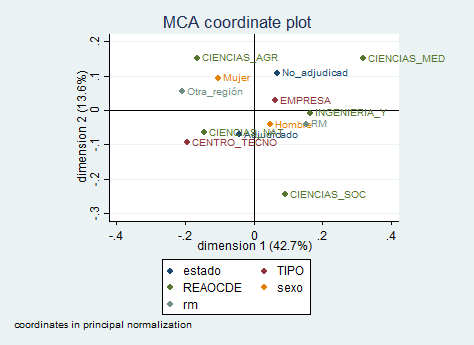 MCA coordinate plot
dimension 2 (13.6%)
.2
.1
0
-.1
-.2
-.3
CIENCIAS_AGR
CIENCIAS_MED
No_adjudicad
Mujer
Otra_región
EMPRESA
INGENIERIA_Y
Hombre
RM
CIENCIAS_NAT
Adjudicado
CENTRO_TECNO
CIENCIAS_SOC
-.4
-.2
0
.2
.4
dimension 1 (42.7%)
estado
TIPO
REAOCDE
sexo
rm
coordinates in principal normalization